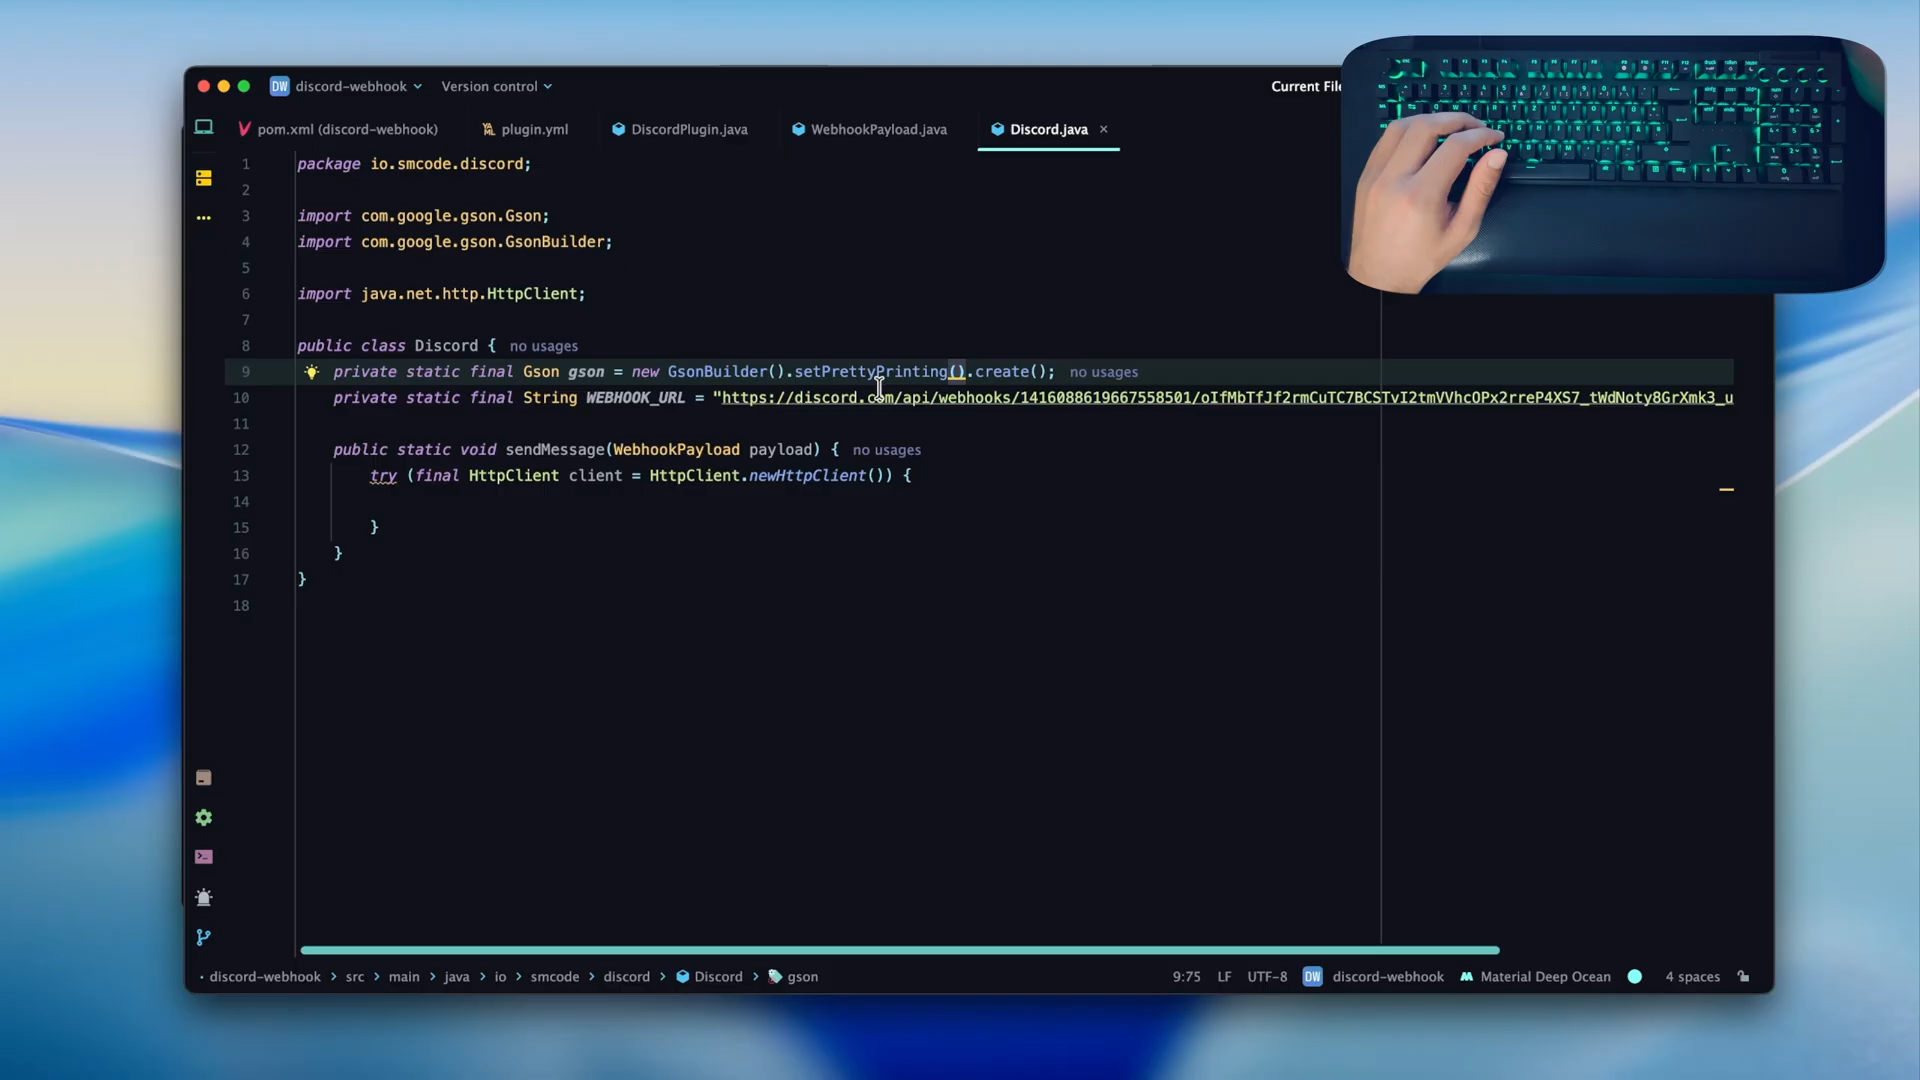 DW discord-webhook Version control Current File
pom.xml (discord-webhook) plugin.yml DiscordPlugin.java WebhookPayload.java Discord.java
1 package io.smcode.discord;
2
3 import com.google.gson.Gson;
4 import com.google.gson.GsonBuilder;
5
6 import java.net.http.HttpClient;
7
8 public class Discord { no usages
9 private static final Gson gson = new GsonBuilder().setPrettyPrinting().create(); no usages
10 private static final String WEBHOOK_URL = "https://discord.com/api/webhooks/1416088619667558501/oIfMbTfJf2rmCuTC7BCSTvI2tmVVhcOPx2rreP4XS7_tWdNoty8GrXmk3_u
11
12 public static void sendMessage(WebhookPayload payload) { no usages
13 try (final HttpClient client = HttpClient.newHttpClient()) {
14
15 }
16 }
17 }
18
discord-webhook > src > main > java > io > smcode > discord > Discord > gson 9:75 LF UTF-8 DW discord-webhook Material Deep Ocean 4 spaces